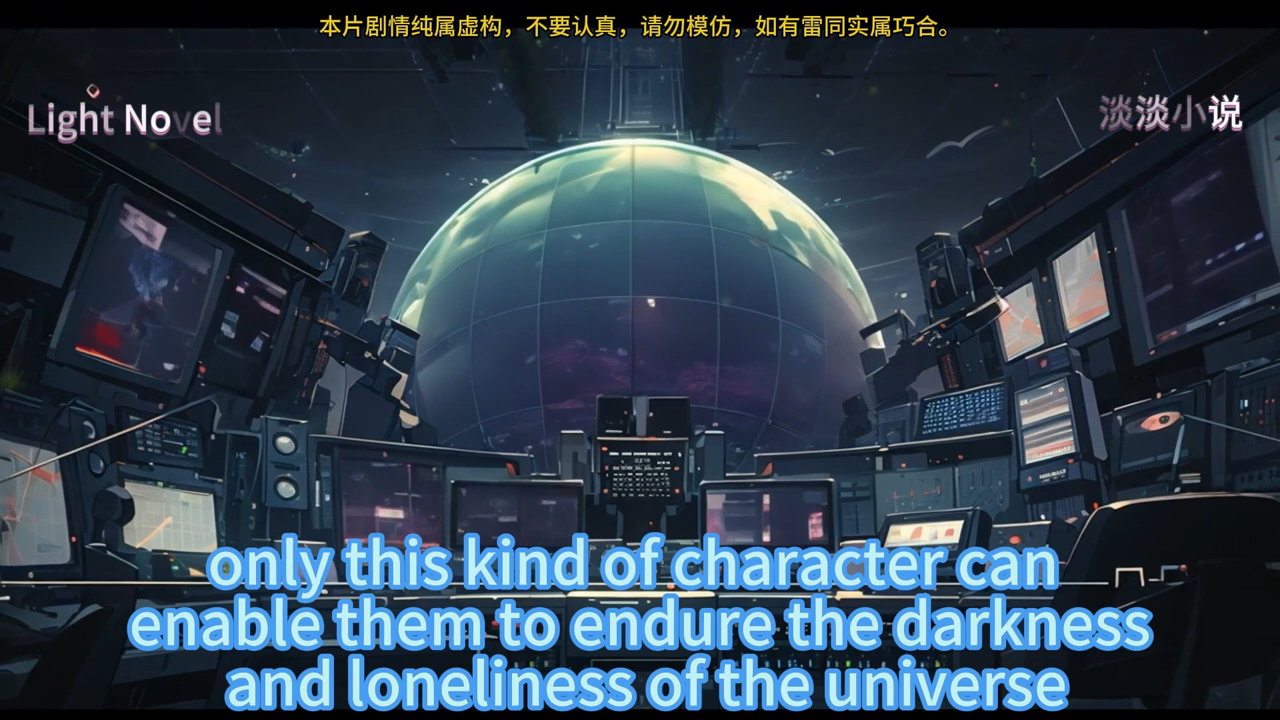 本片剧情纯属虚构，不要认真，请勿模仿，如有雷同实属巧合。
Light Novel
淡淡小说
only this kind of character can
enable them to endure the darkness
and loneliness of the universe